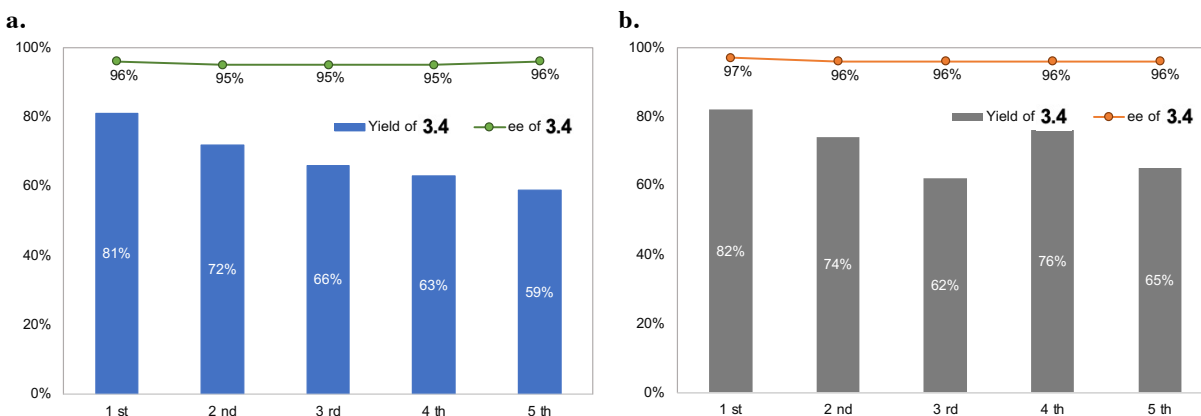 a.
100%
80%
60%
40%
20%
0%
96% 95% 95% 95% 96%
Yield of 3.4 ee of 3.4
81% 72% 66% 63% 59%
1 st 2 nd 3 rd 4 th 5 th
b.
100%
80%
60%
40%
20%
0%
97% 96% 96% 96% 96%
Yield of 3.4 ee of 3.4
82% 74% 62% 76% 65%
1 st 2 nd 3 rd 4 th 5 th